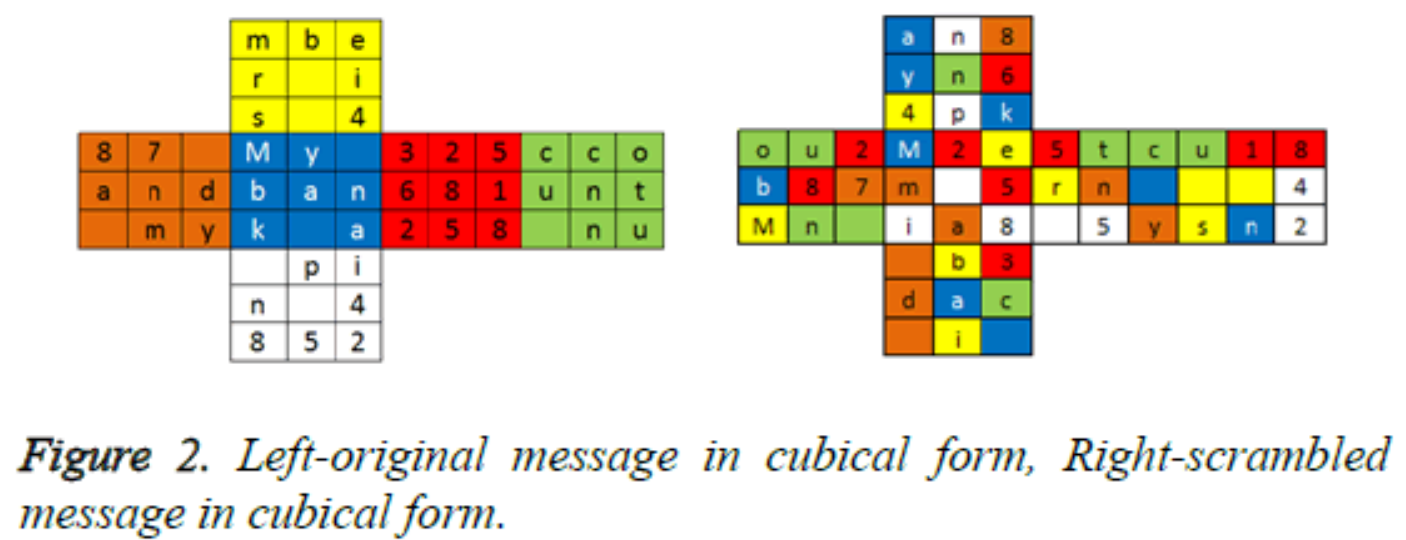 m b e
r i
s 4
8 7 M y 3 2 5 c c o
a n d b a n 6 8 1 u n t
m y k a 2 5 8 n u
p i
n 4
8 5 2
a n 8
y n 6
4 p k
o u 2 M 2 e 5 t c u 1 8
b 8 7 m 5 r n 4
M n i a 8 5 y s n 2
b 3
d a c
i
Figure 2. Left-original message in cubical form, Right-scrambled
message in cubical form.